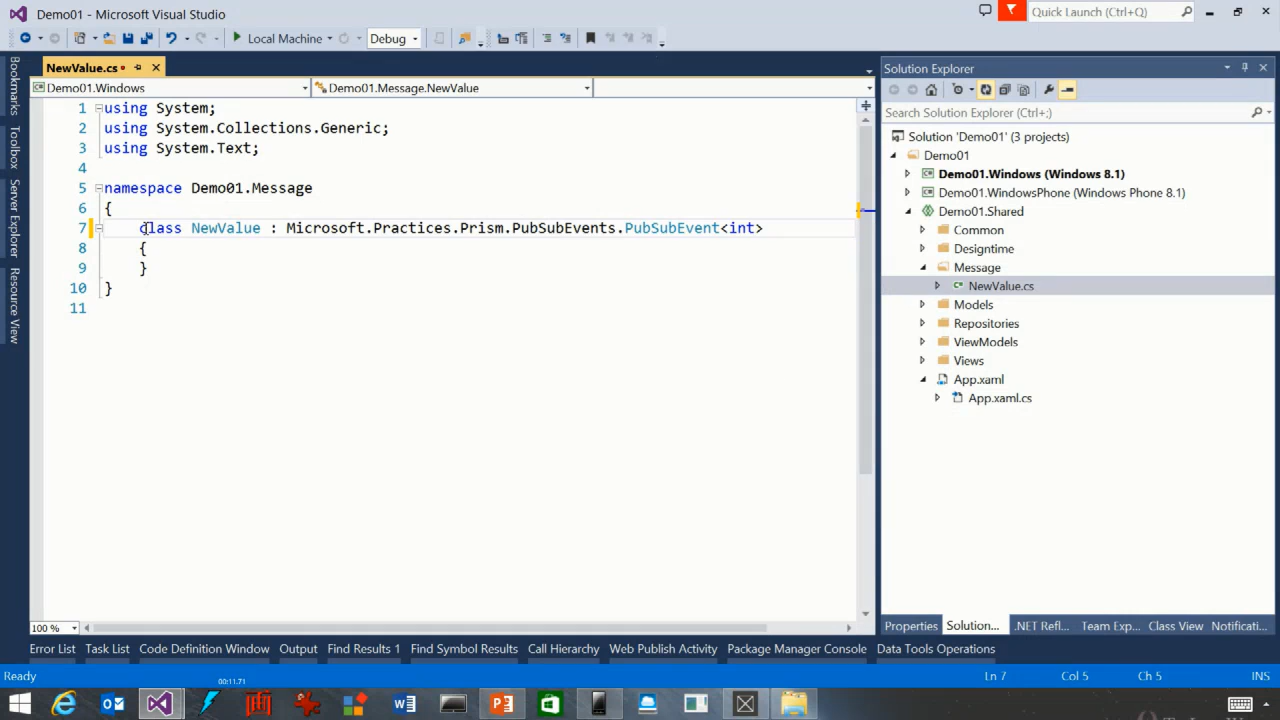 Demo01 - Microsoft Visual Studio
Quick Launch (Ctrl+Q)
Local Machine
Debug
Bookmarks
Toolbox
Server Explorer
Resource View
NewValue.cs
Demo01.Windows
Demo01.Message.NewValue
1 using System;
2 using System.Collections.Generic;
3 using System.Text;
4
5 namespace Demo01.Message
6 {
7 class NewValue : Microsoft.Practices.Prism.PubSubEvents.PubSubEvent<int>
8 {
9 }
10 }
11
100 %
Solution Explorer
Search Solution Explorer (Ctrl+;)
Solution 'Demo01' (3 projects)
Demo01
Demo01.Windows (Windows 8.1)
Demo01.WindowsPhone (Windows Phone 8.1)
Demo01.Shared
Common
Designtime
Message
NewValue.cs
Models
Repositories
ViewModels
Views
App.xaml
App.xaml.cs
Properties Solution... .NET Refl... Team Exp... Class View Notificati...
Error List Task List Code Definition Window Output Find Results 1 Find Symbol Results Call Hierarchy Web Publish Activity Package Manager Console Data Tools Operations
Ready Ln 7 Col 5 Ch 5 INS
00:11.71